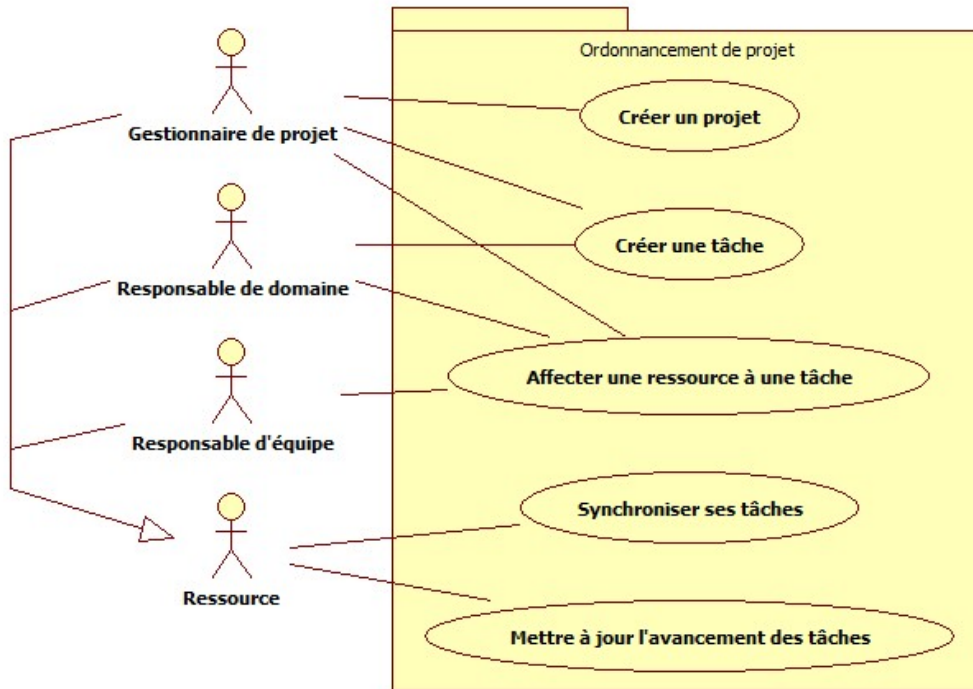 Ordonnancement de projet
Gestionnaire de projet
Créer un projet
Créer une tâche
Responsable de domaine
Affecter une ressource à une tâche
Responsable d'équipe
Synchroniser ses tâches
Ressource
Mettre à jour l'avancement des tâches